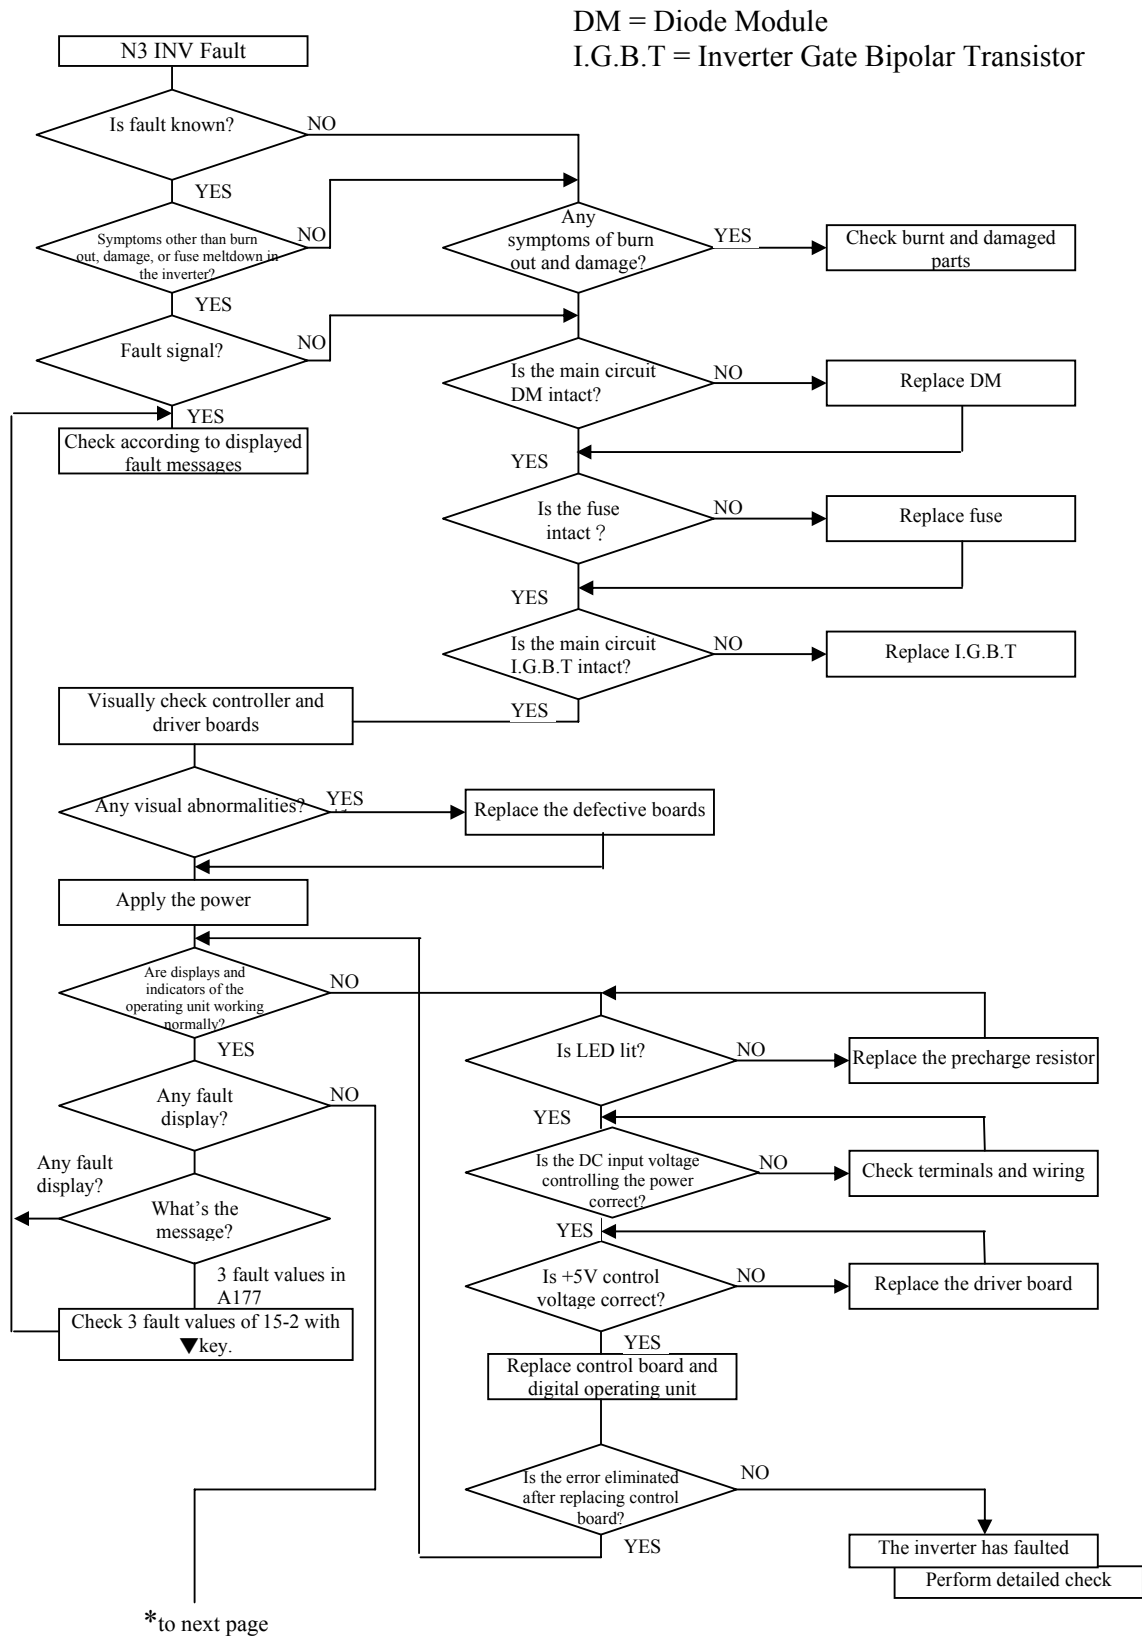 DM = Diode Module
I.G.B.T = Inverter Gate Bipolar Transistor
N3 INV Fault
Is fault known?
NO
YES
Symptoms other than burn
out, damage, or fuse meltdown in
the inverter?
NO
YES
Fault signal?
NO
YES
Check according to displayed
fault messages
Any
symptoms of burn
out and damage?
YES
Check burnt and damaged
parts
Is the main circuit
DM intact?
NO
Replace DM
YES
Is the fuse
intact ?
NO
Replace fuse
YES
Is the main circuit
I.G.B.T intact?
NO
Replace I.G.B.T
YES
Visually check controller and
driver boards
Any visual abnormalities?
YES
Replace the defective boards
Apply the power
Are displays and
indicators of the
operating unit working
normally?
NO
YES
Any fault
display?
NO
Any fault
display?
What's the
message?
3 fault values in
A177
Check 3 fault values of 15-2 with
▼key.
Is LED lit?
NO
Replace the precharge resistor
YES
Is the DC input voltage
controlling the power
correct?
NO
Check terminals and wiring
YES
Is +5V control
voltage correct?
NO
Replace the driver board
YES
Replace control board and
digital operating unit
Is the error eliminated
after replacing control
board?
NO
YES
The inverter has faulted
Perform detailed check
*to next page